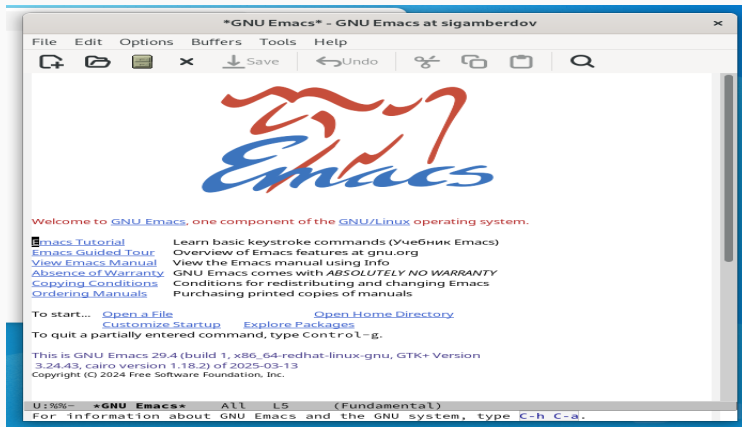 *GNU Emacs* - GNU Emacs at sigamberdov ×
File Edit Options Buffers Tools Help
Save Undo
Emacs
Welcome to GNU Emacs, one component of the GNU/Linux operating system.
Emacs Tutorial Learn basic keystroke commands (Учебник Emacs)
Emacs Guided Tour Overview of Emacs features at gnu.org
View Emacs Manual View the Emacs manual using Info
Absence of Warranty GNU Emacs comes with ABSOLUTELY NO WARRANTY
Copying Conditions Conditions for redistributing and changing Emacs
Ordering Manuals Purchasing printed copies of manuals
To start... Open a File Open Home Directory
Customize Startup Explore Packages
To quit a partially entered command, type Control-g.
This is GNU Emacs 29.4 (build 1, x86_64-redhat-linux-gnu, GTK+ Version
3.24.43, cairo version 1.18.2) of 2025-03-13
Copyright (C) 2024 Free Software Foundation, Inc.
U:%%- *GNU Emacs* All L5 (Fundamental)
For information about GNU Emacs and the GNU system, type C-h C-a.